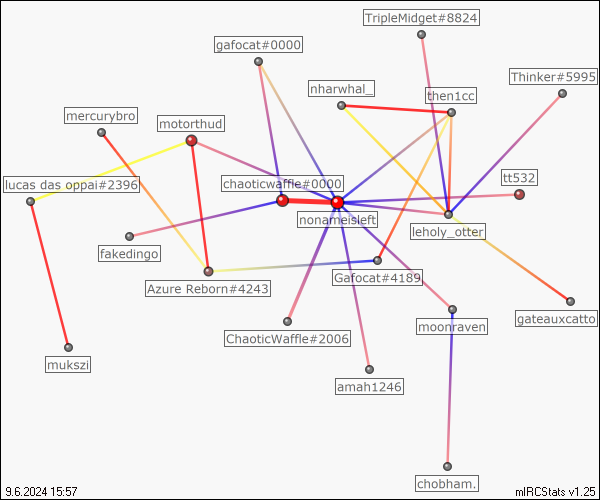 TripleMidget#8824
gafocat#0000
Thinker#5995
nharwhal_
then1cc
mercurybro
motorthud
tt532
chaoticwaffle#0000
lucas das oppai#2396
nonameisleft
leholy_otter_
fakedingo
Gafocat#4189
Azure Reborn#4243
gateauxcatto
moonraven
ChaoticWaffle#2006
mukszi
amah1246
chobham.
9.6.2024 15:57
mIRCStats v1.25